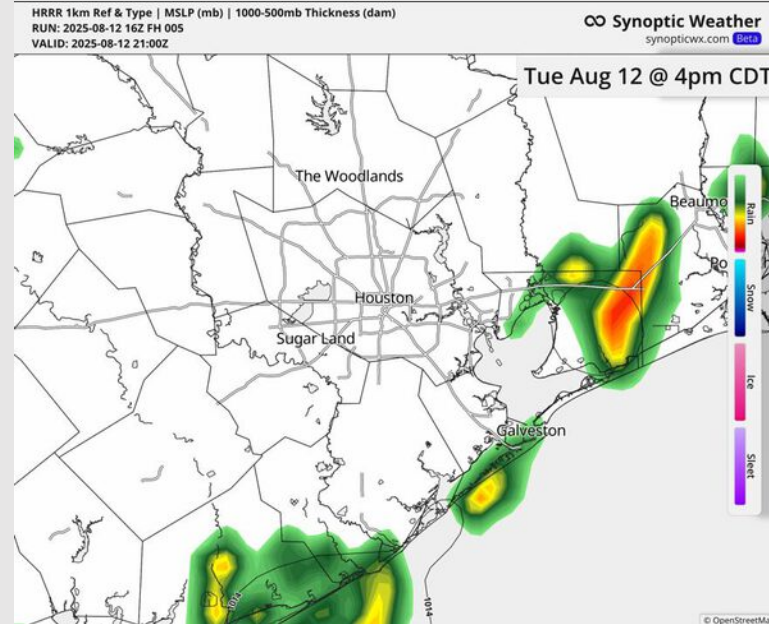 HRRR 1km Ref & Type | MSLP (mb) | 1000-500mb Thickness (dam)
RUN: 2025-08-12 16Z FH 005
VALID: 2025-08-12 21:00Z
Synoptic Weather
synopticwx.com Beta
Tue Aug 12 @ 4pm CDT
The Woodlands
Beaumo
Po
Houston
Sugar Land
Galveston
Rain
Snow
Ice
Sleet
1014
1014
© OpenStreetMa